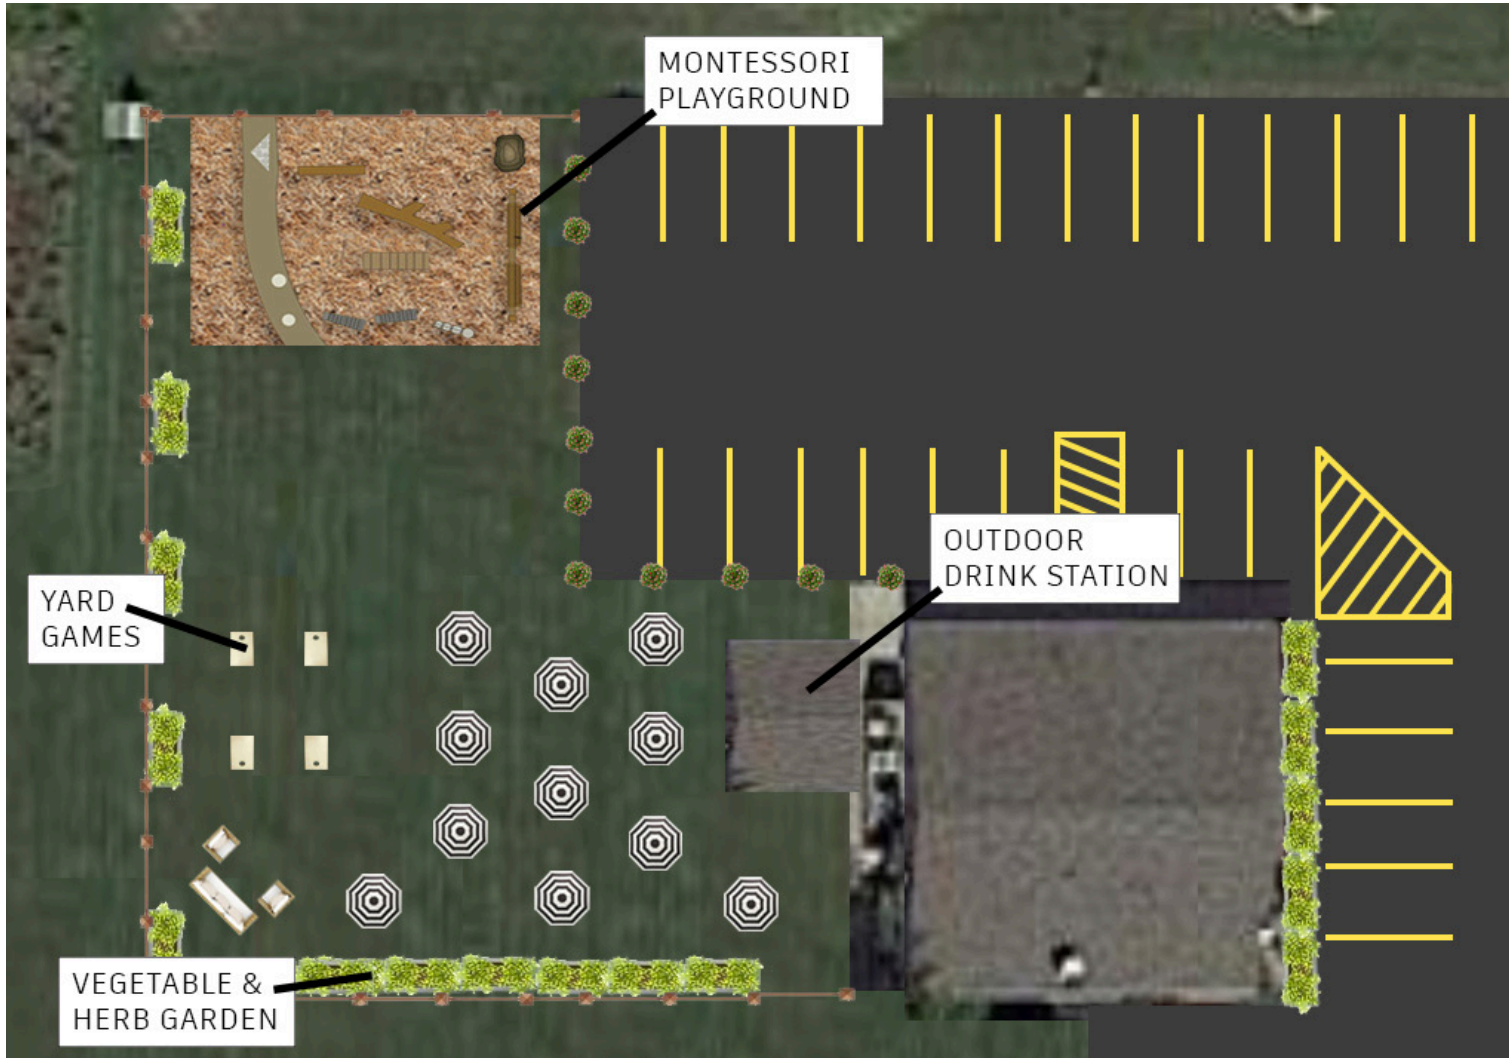 MONTESSORI
PLAYGROUND
OUTDOOR
DRINK STATION
YARD
GAMES
VEGETABLE &
HERB GARDEN